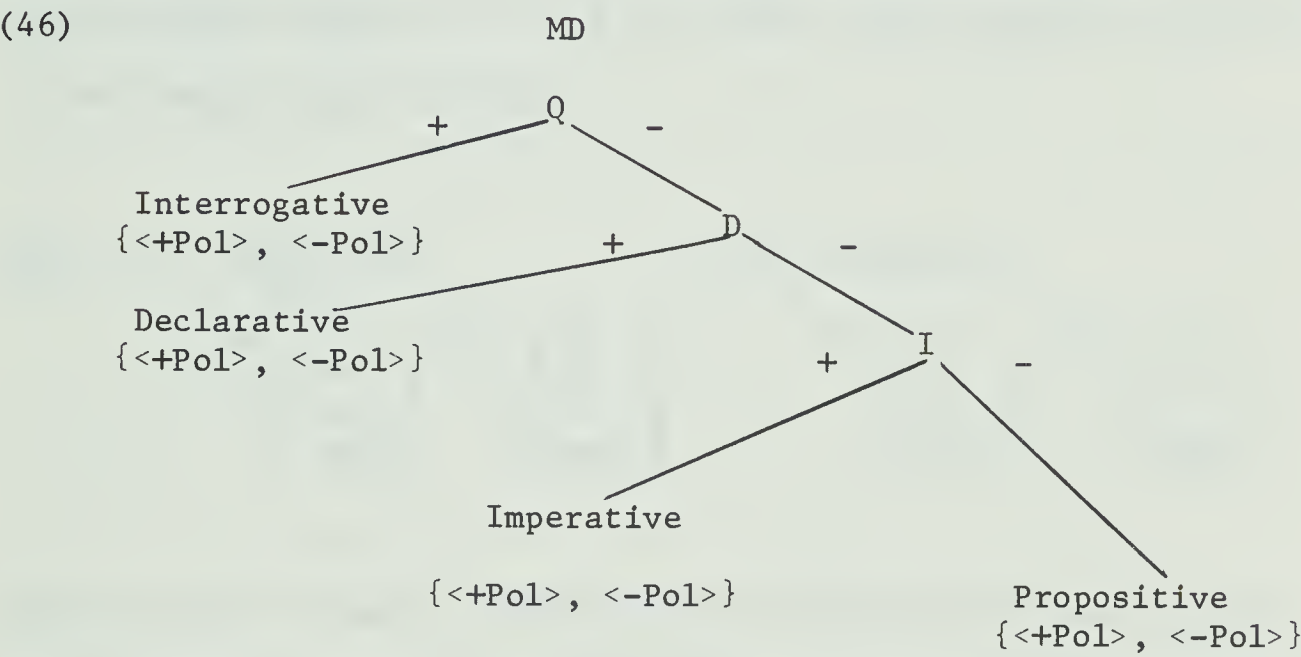 (46) MD
Q
+ -
Interrogative
{<+Pol>, <-Pol>}
D
+ -
Declarative
{<+Pol>, <-Pol>}
I
+ -
Imperative
{<+Pol>, <-Pol>}
Propositive
{<+Pol>, <-Pol>}